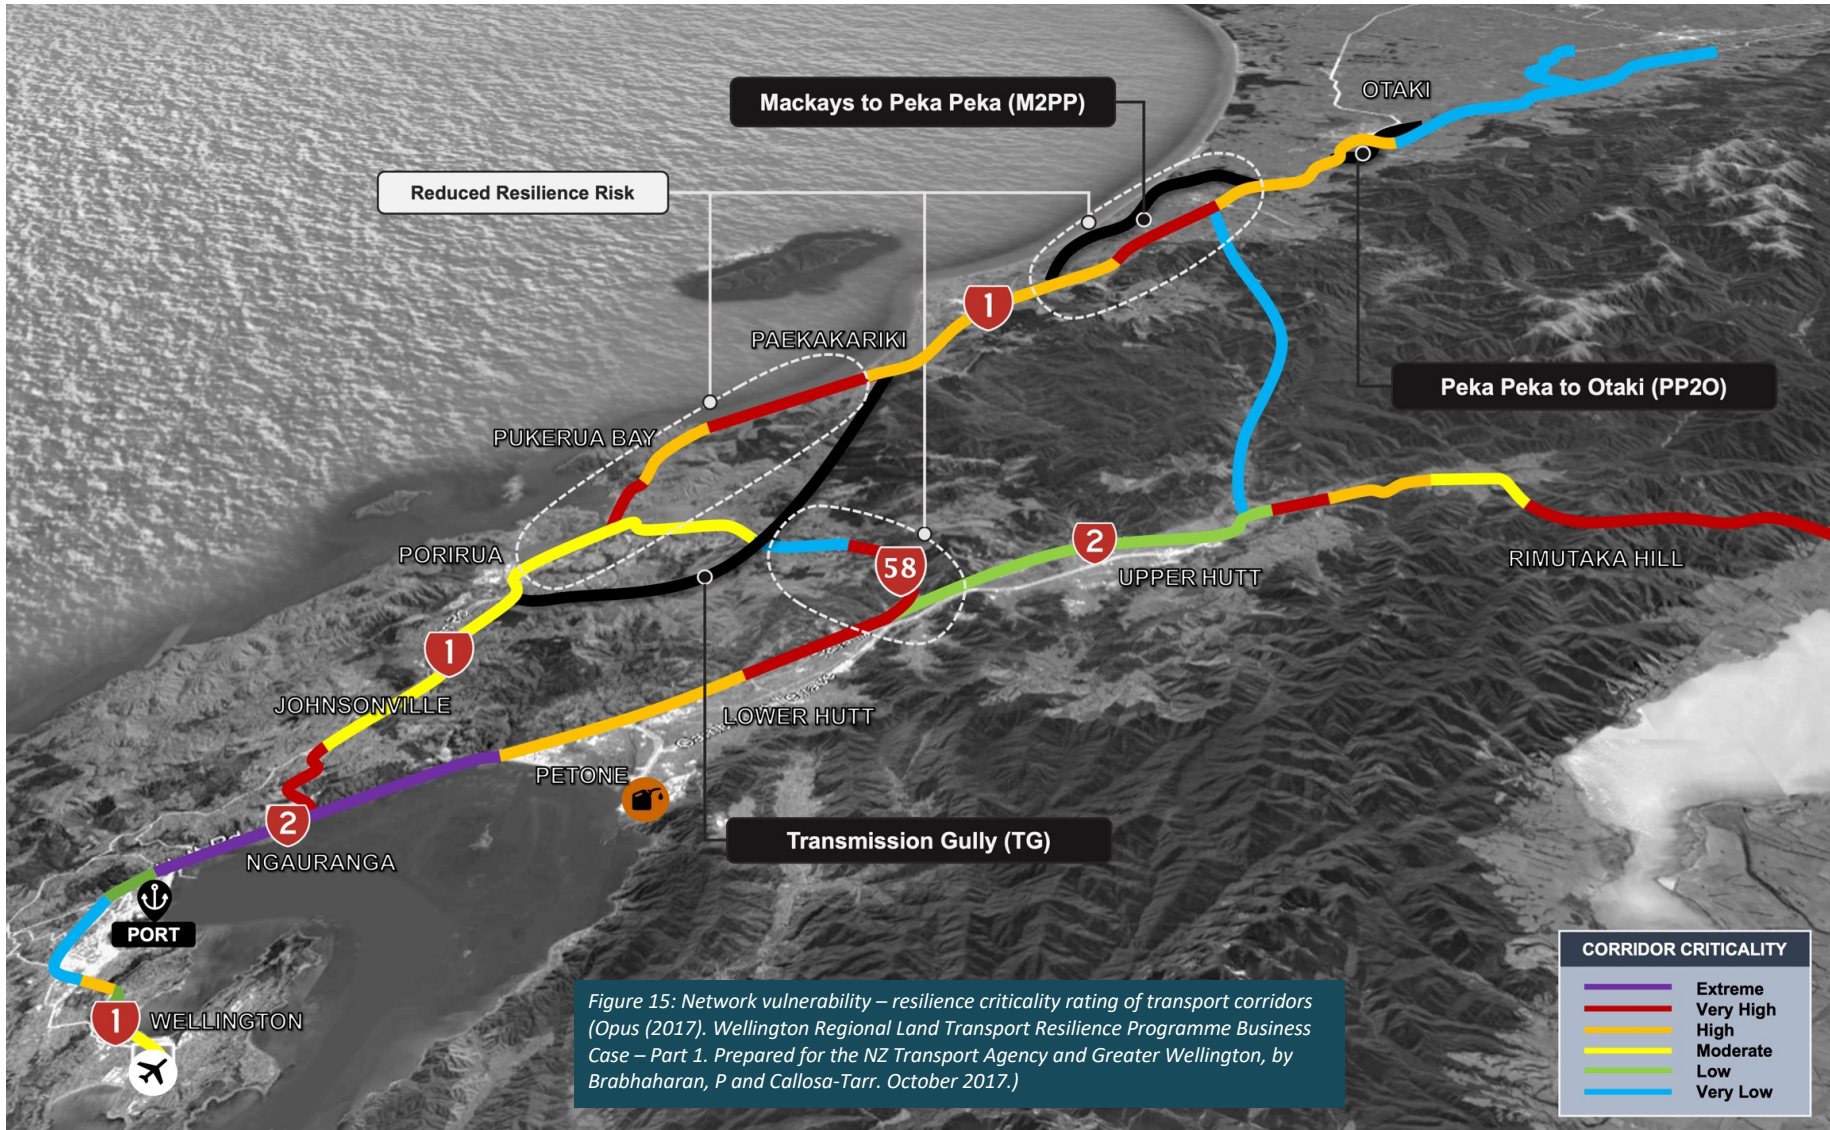 OTAKI
Mackays to Peka Peka (M2PP)
Reduced Resilience Risk
1
PAEKAKARIKI
Peka Peka to Otaki (PP2O)
PUKERUA BAY
PORIRUA
58
2
UPPER HUTT
RIMUTAKA HILL
1
JOHNSONVILLE
LOWER HUTT
PETONE
2
Transmission Gully (TG)
NGAURANGA
PORT
1
WELLINGTON
Figure 15: Network vulnerability – resilience criticality rating of transport corridors
(Opus (2017). Wellington Regional Land Transport Resilience Programme Business
Case – Part 1. Prepared for the NZ Transport Agency and Greater Wellington, by
Brabhaharan, P and Callosa-Tarr. October 2017.)
CORRIDOR CRITICALITY
Extreme
Very High
High
Moderate
Low
Very Low